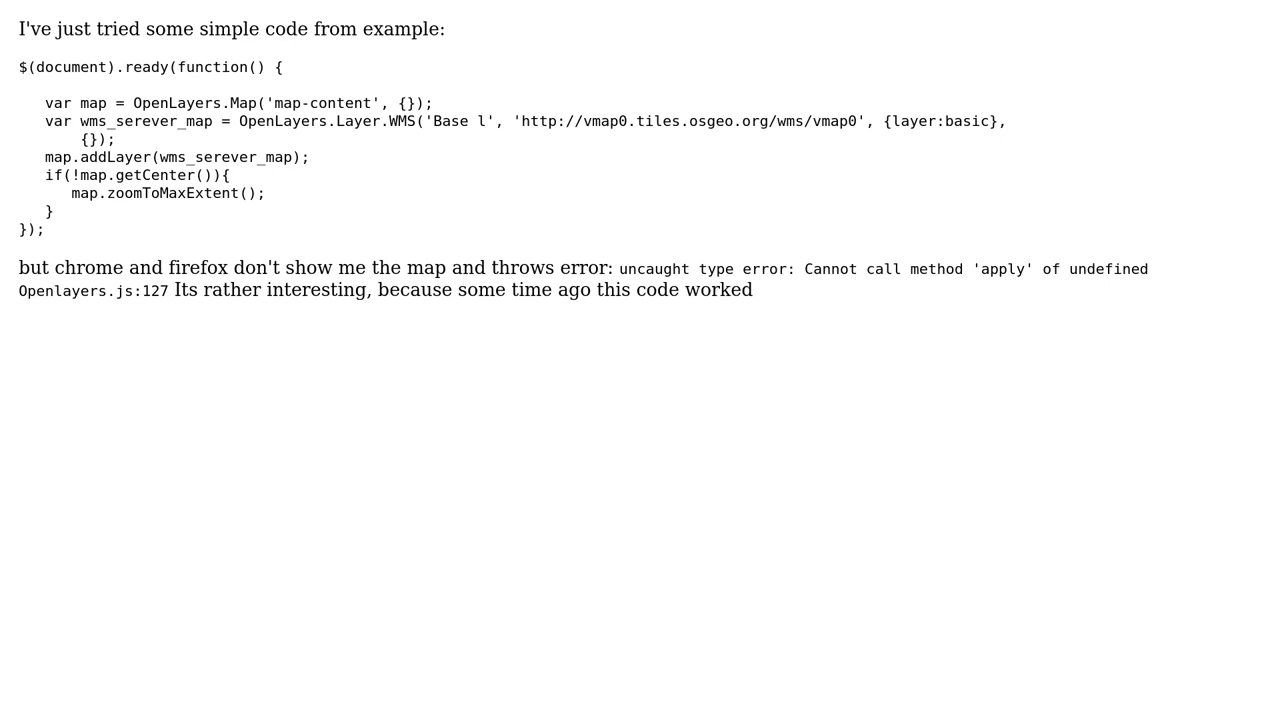 I've just tried some simple code from example:
$(document).ready(function() {
   var map = OpenLayers.Map('map-content', {});
   var wms_serever_map = OpenLayers.Layer.WMS('Base l', 'http://vmap0.tiles.osgeo.org/wms/vmap0', {layer:basic},
       {});
   map.addLayer(wms_serever_map);
   if(!map.getCenter()){
      map.zoomToMaxExtent();
   }
});
but chrome and firefox don't show me the map and throws error: uncaught type error: Cannot call method 'apply' of undefined
Openlayers.js:127 Its rather interesting, because some time ago this code worked